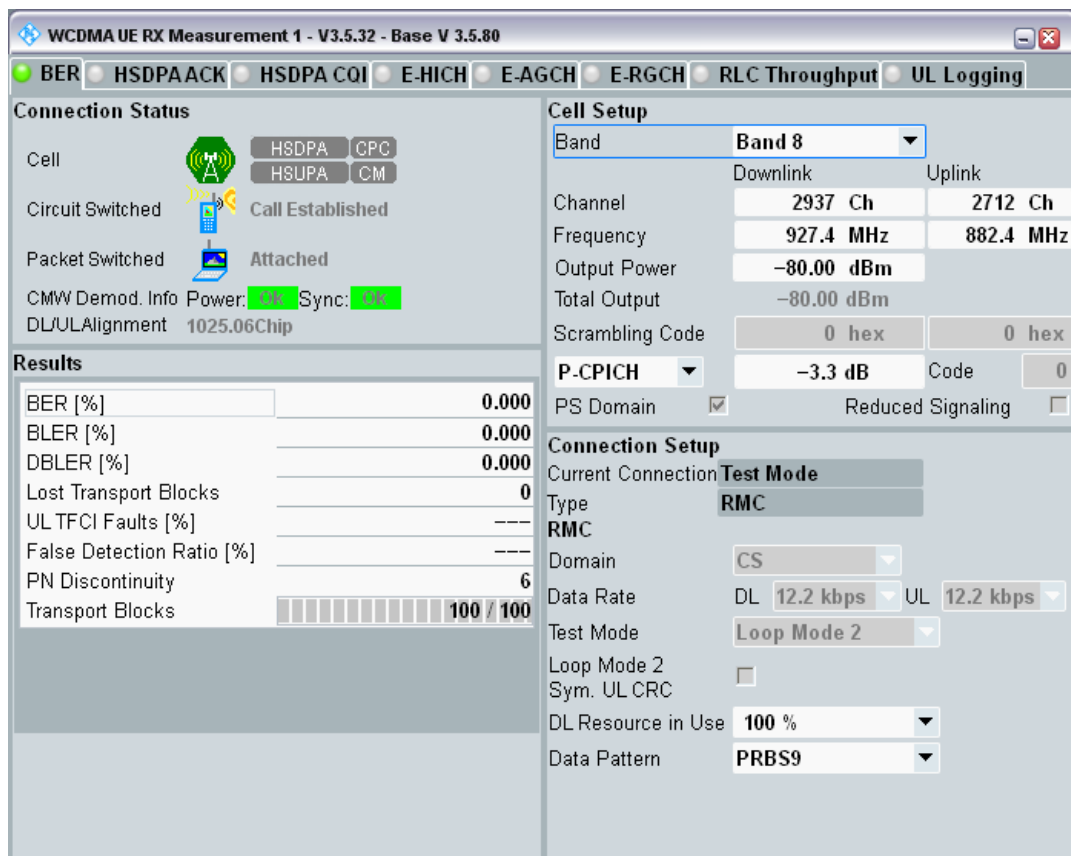 WCDMA UE RX Measurement 1 - V3.5.32 - Base V 3.5.80
BER HSDPA ACK HSDPA CQI E-HICH E-AGCH E-RGCH RLC Throughput UL Logging
Connection Status
Cell HSDPA CPC
HSUPA CM
Circuit Switched Call Established
Packet Switched Attached
CMW Demod. Info Power: Ok Sync: Ok
DL/ULAlignment 1025.06Chip
Results
BER [%] 0.000
BLER [%] 0.000
DBLER [%] 0.000
Lost Transport Blocks 0
UL TFCI Faults [%] ---
False Detection Ratio [%] ---
PN Discontinuity 6
Transport Blocks 100 / 100
Cell Setup
Band Band 8
Downlink Uplink
Channel 2937 Ch 2712 Ch
Frequency 927.4 MHz 882.4 MHz
Output Power -80.00 dBm
Total Output -80.00 dBm
Scrambling Code 0 hex 0 hex
P-CPICH -3.3 dB Code 0
PS Domain Reduced Signaling
Connection Setup
Current Connection Test Mode
Type RMC
RMC
Domain CS
Data Rate DL 12.2 kbps UL 12.2 kbps
Test Mode Loop Mode 2
Loop Mode 2
Sym. UL CRC
DL Resource in Use 100 %
Data Pattern PRBS9